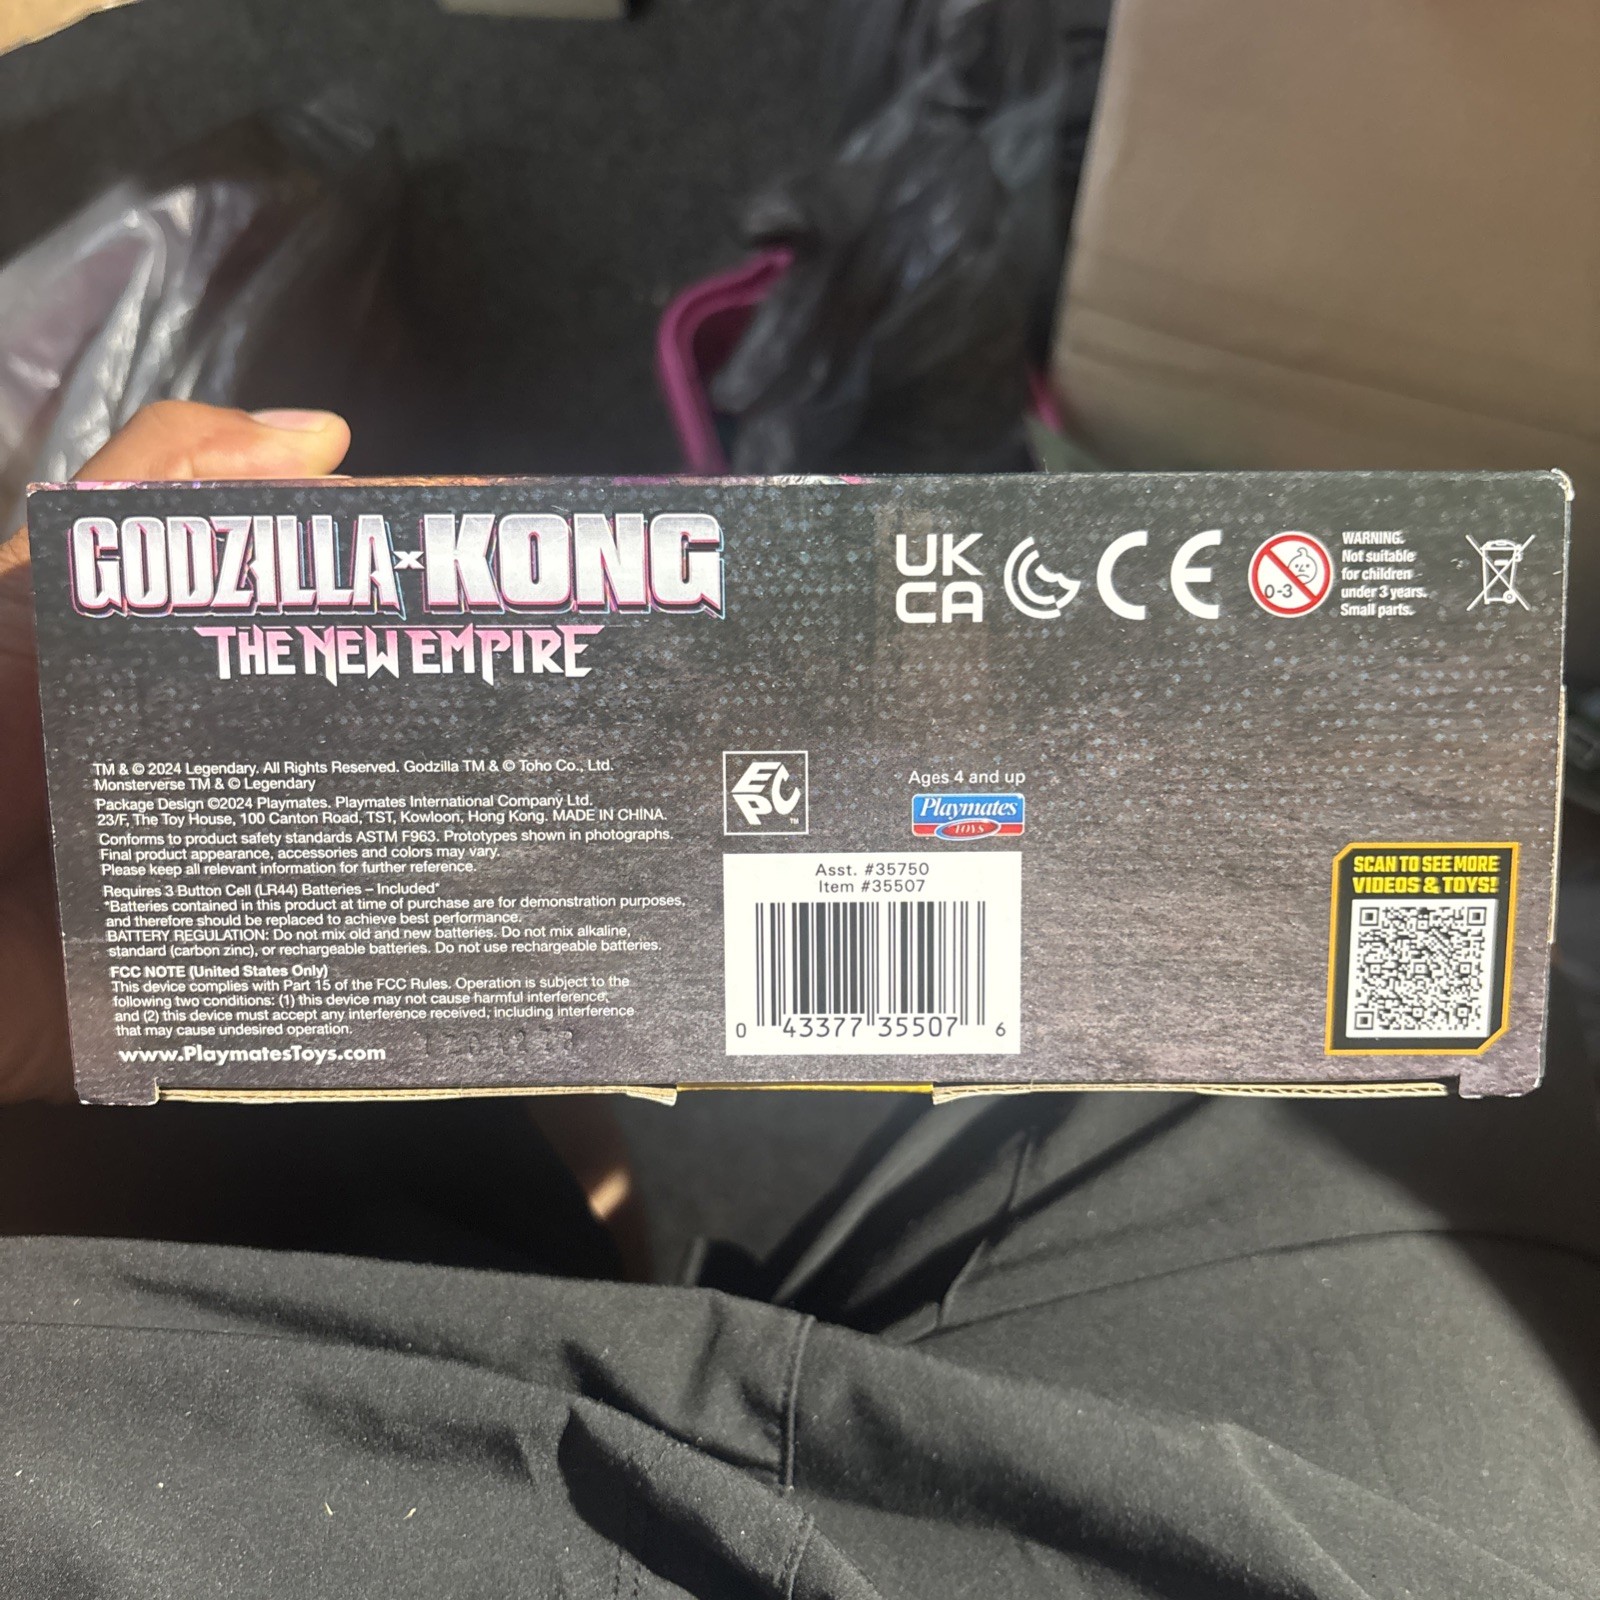 GODZILLA x KONG
THE NEW EMPIRE
UK
CA
CE
0-3
WARNING.
Not suitable
for children
under 3 years.
Small parts.
TM & © 2024 Legendary. All Rights Reserved. Godzilla TM & © Toho Co., Ltd.
Monsterverse TM & © Legendary
Package Design ©2024 Playmates. Playmates International Company Ltd.
23/F, The Toy House, 100 Canton Road, TST, Kowloon, Hong Kong. MADE IN CHINA.
Conforms to product safety standards ASTM F963. Prototypes shown in photographs.
Final product appearance, accessories and colors may vary.
Please keep all relevant information for further reference.
Requires 3 Button Cell (LR44) Batteries – Included*
*Batteries contained in this product at time of purchase are for demonstration purposes,
and therefore should be replaced to achieve best performance.
BATTERY REGULATION: Do not mix old and new batteries. Do not mix alkaline,
standard (carbon zinc), or rechargeable batteries. Do not use rechargeable batteries.
FCC NOTE (United States Only)
This device complies with Part 15 of the FCC Rules. Operation is subject to the
following two conditions: (1) this device may not cause harmful interference,
and (2) this device must accept any interference received, including interference
that may cause undesired operation.
www.PlaymatesToys.com
EPC
TM
Ages 4 and up
Playmates
TOYS
Asst. #35750
Item #35507
0 43377 35507 6
SCAN TO SEE MORE
VIDEOS & TOYS!